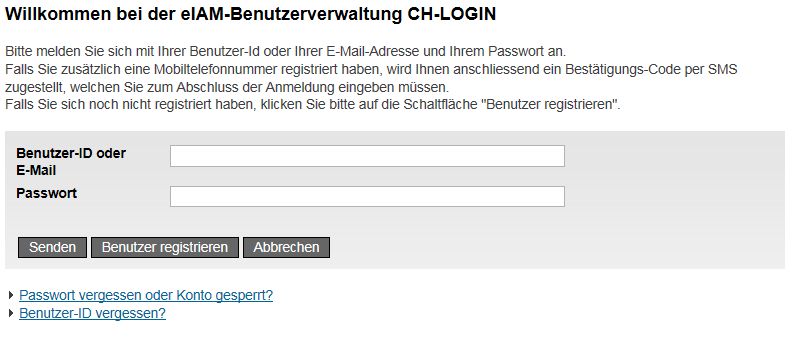 Willkommen bei der eIAM-Benutzerverwaltung CH-LOGIN
Bitte melden Sie sich mit Ihrer Benutzer-Id oder Ihrer E-Mail-Adresse und Ihrem Passwort an.
Falls Sie zusätzlich eine Mobiltelefonnummer registriert haben, wird Ihnen anschliessend ein Bestätigungs-Code per SMS
zugestellt, welchen Sie zum Abschluss der Anmeldung eingeben müssen.
Falls Sie sich noch nicht registriert haben, klicken Sie bitte auf die Schaltfläche "Benutzer registrieren".
Benutzer-ID oder
E-Mail
Passwort
Senden Benutzer registrieren Abbrechen
Passwort vergessen oder Konto gesperrt?
Benutzer-ID vergessen?